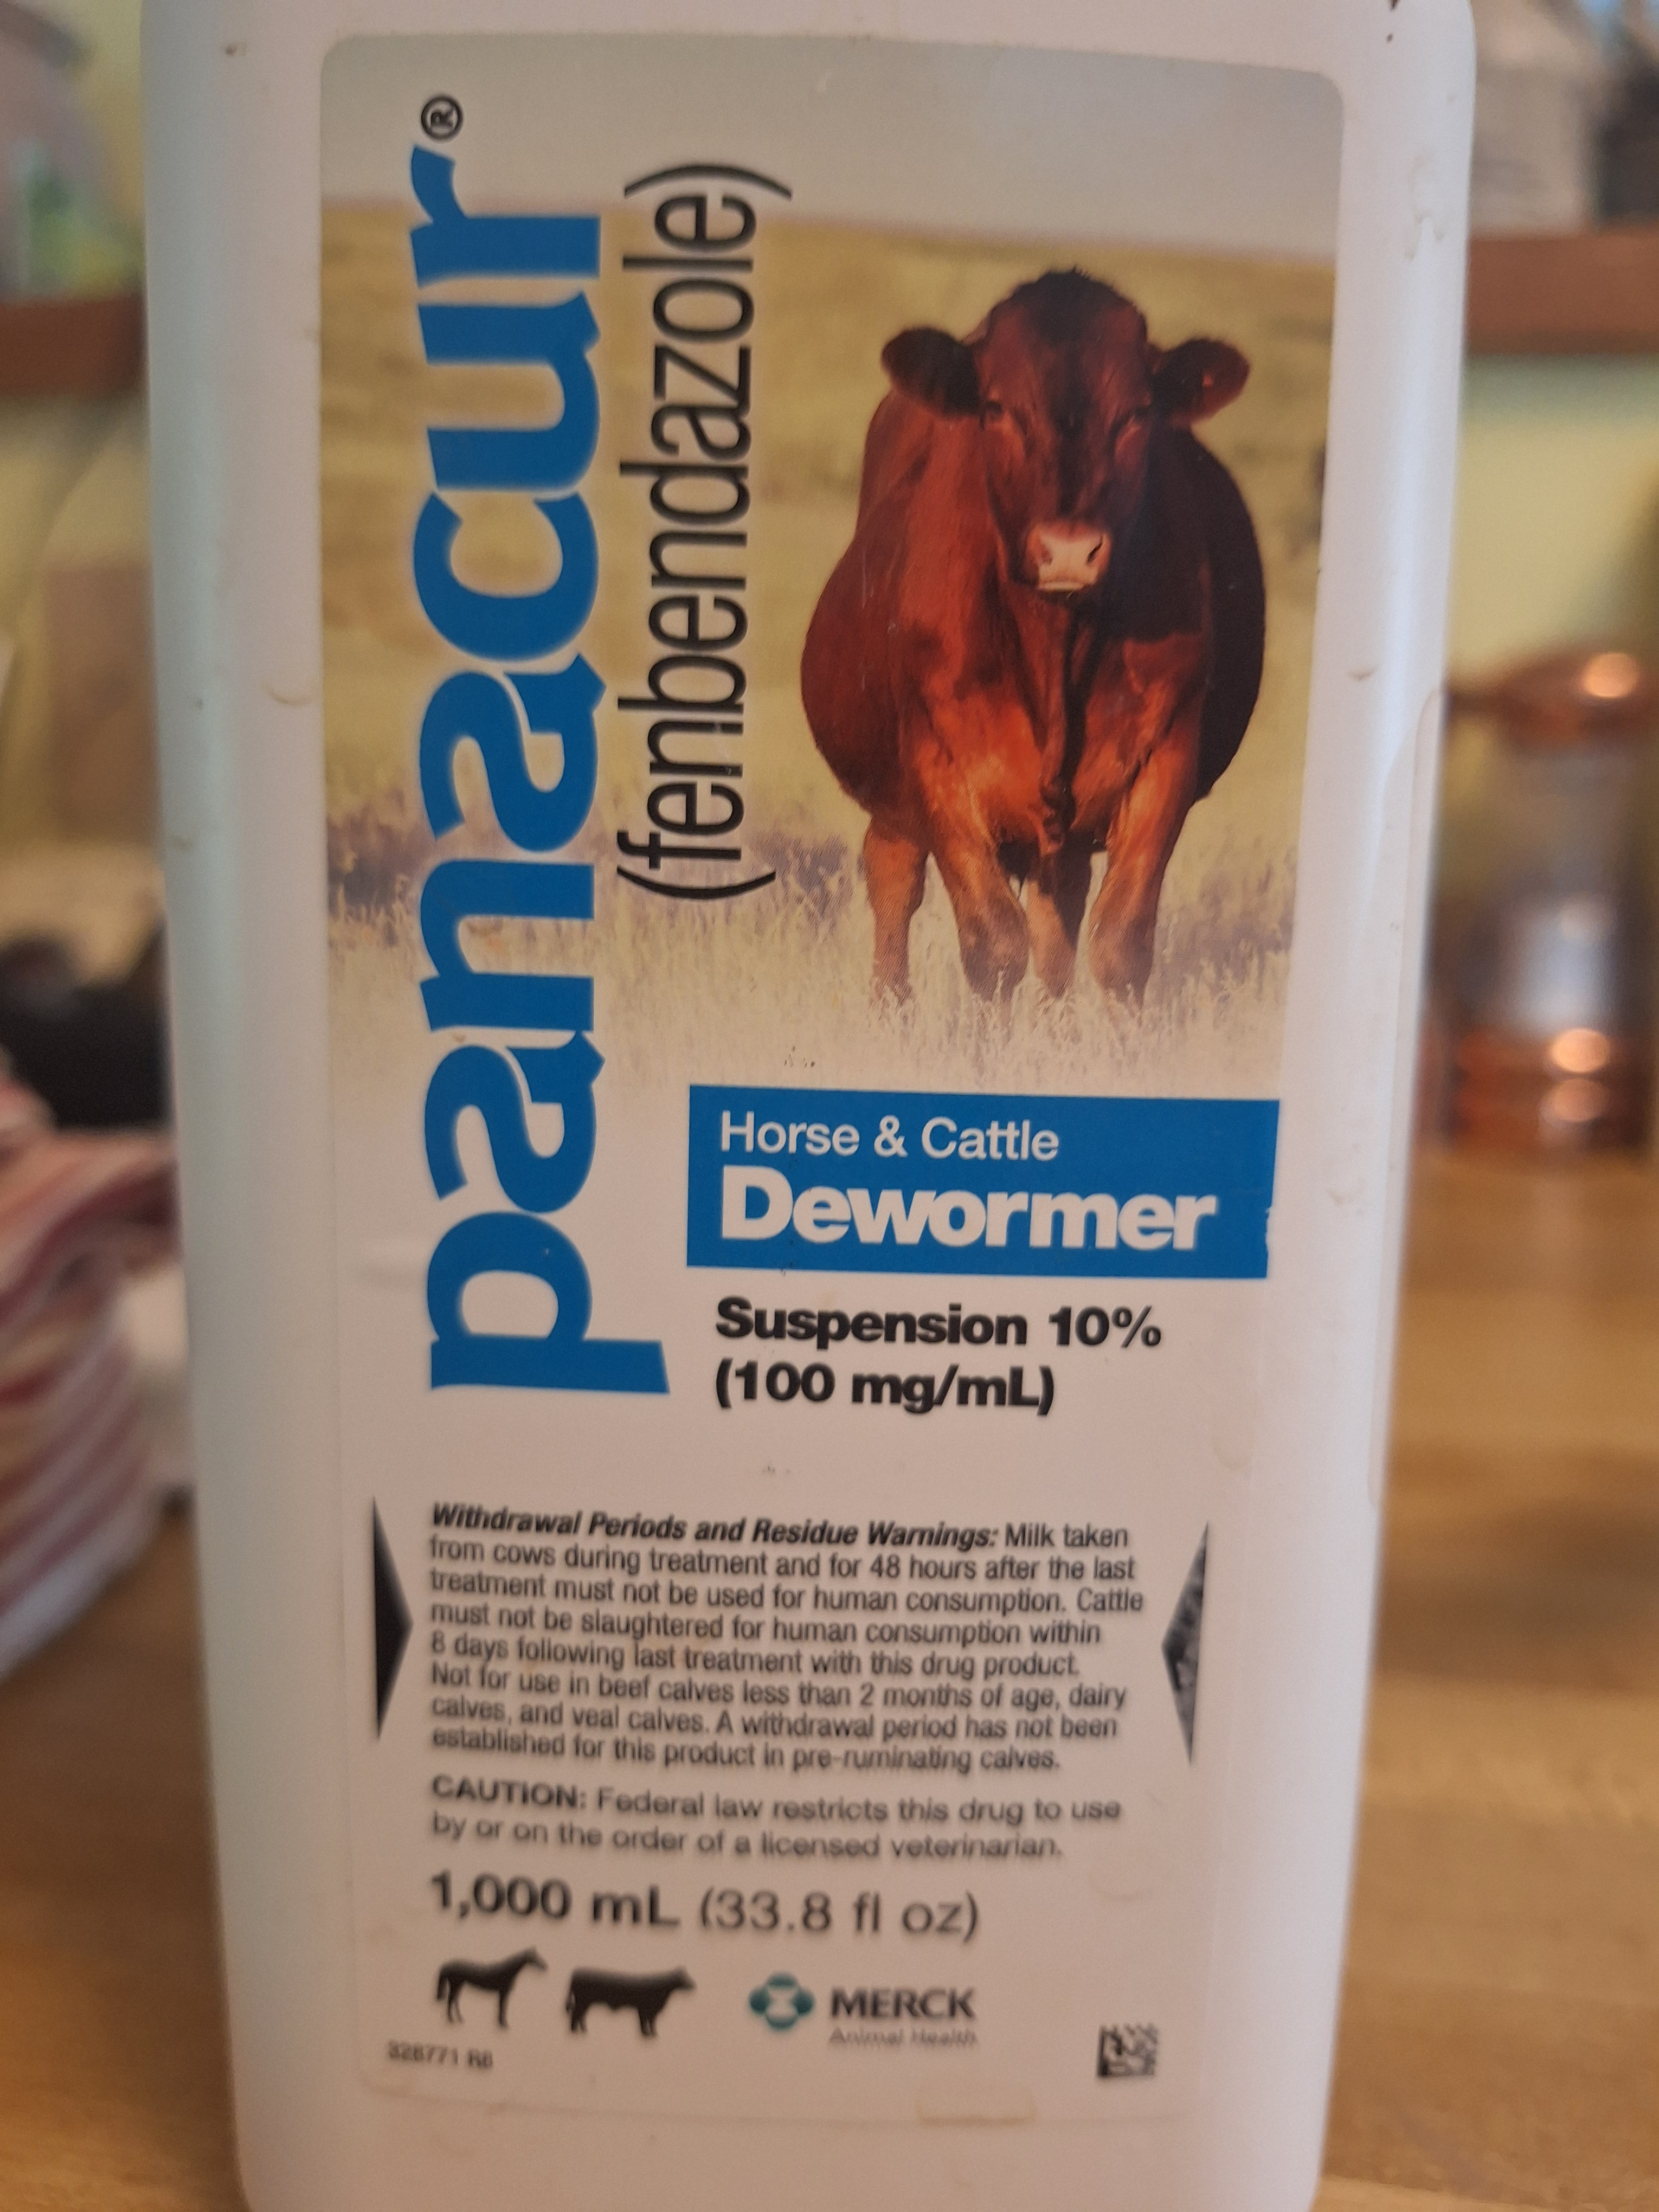 panacur®
(fenbendazole)
Horse & Cattle
Dewormer
Suspension 10%
(100 mg/mL)
Withdrawal Periods and Residue Warnings: Milk taken
from cows during treatment and for 48 hours after the last
treatment must not be used for human consumption. Cattle
must not be slaughtered for human consumption within
8 days following last treatment with this drug product.
Not for use in beef calves less than 2 months of age, dairy
calves, and veal calves. A withdrawal period has not been
established for this product in pre-ruminating calves.
CAUTION: Federal law restricts this drug to use
by or on the order of a licensed veterinarian.
1,000 mL (33.8 fl oz)
MERCK
Animal Health
328771 R6